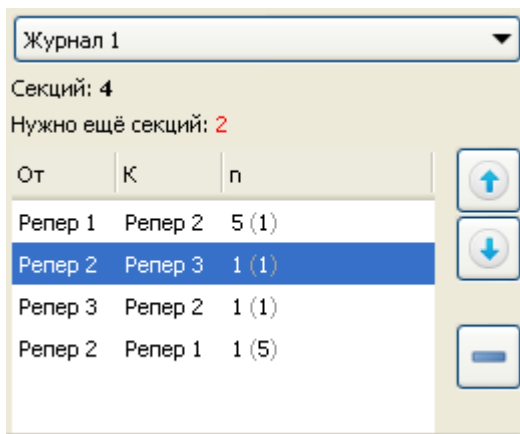 Журнал 1
Секций: 4
Нужно ещё секций: 2
От К n
Репер 1 Репер 2 5 (1)
Репер 2 Репер 3 1 (1)
Репер 3 Репер 2 1 (1)
Репер 2 Репер 1 1 (5)